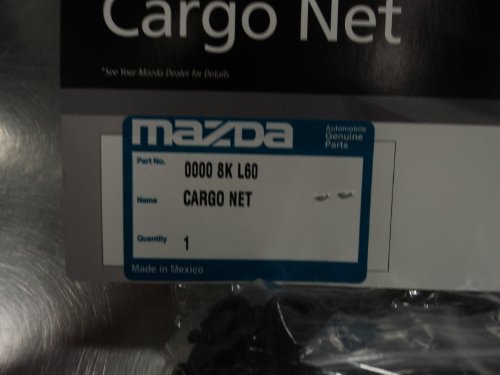 Cargo Net
*See Your Mazda Dealer for Details
mazda
Automobile
Genuine
Parts
Part No. 0000 8K L60
Name CARGO NET
Quantity 1
Made in Mexico